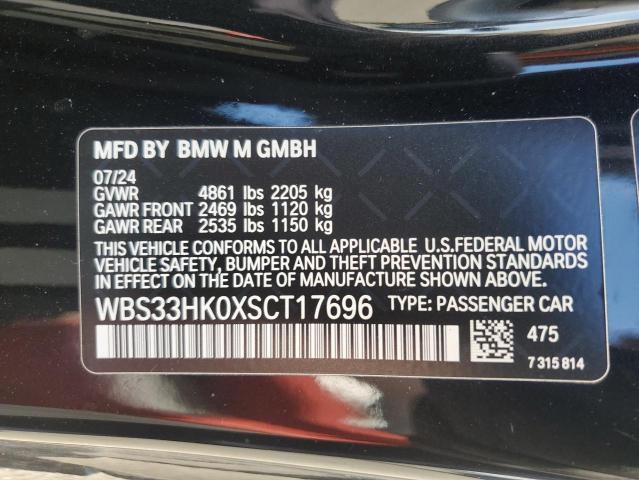 MFD BY BMW M GMBH
07/24
GVWR 4861 lbs 2205 kg
GAWR FRONT 2469 lbs 1120 kg
GAWR REAR 2535 lbs 1150 kg
THIS VEHICLE CONFORMS TO ALL APPLICABLE U.S.FEDERAL MOTOR
VEHICLE SAFETY, BUMPER AND THEFT PREVENTION STANDARDS
IN EFFECT ON THE DATE OF MANUFACTURE SHOWN ABOVE.
WBS33HK0XSCT17696 TYPE: PASSENGER CAR
475
7 315 814